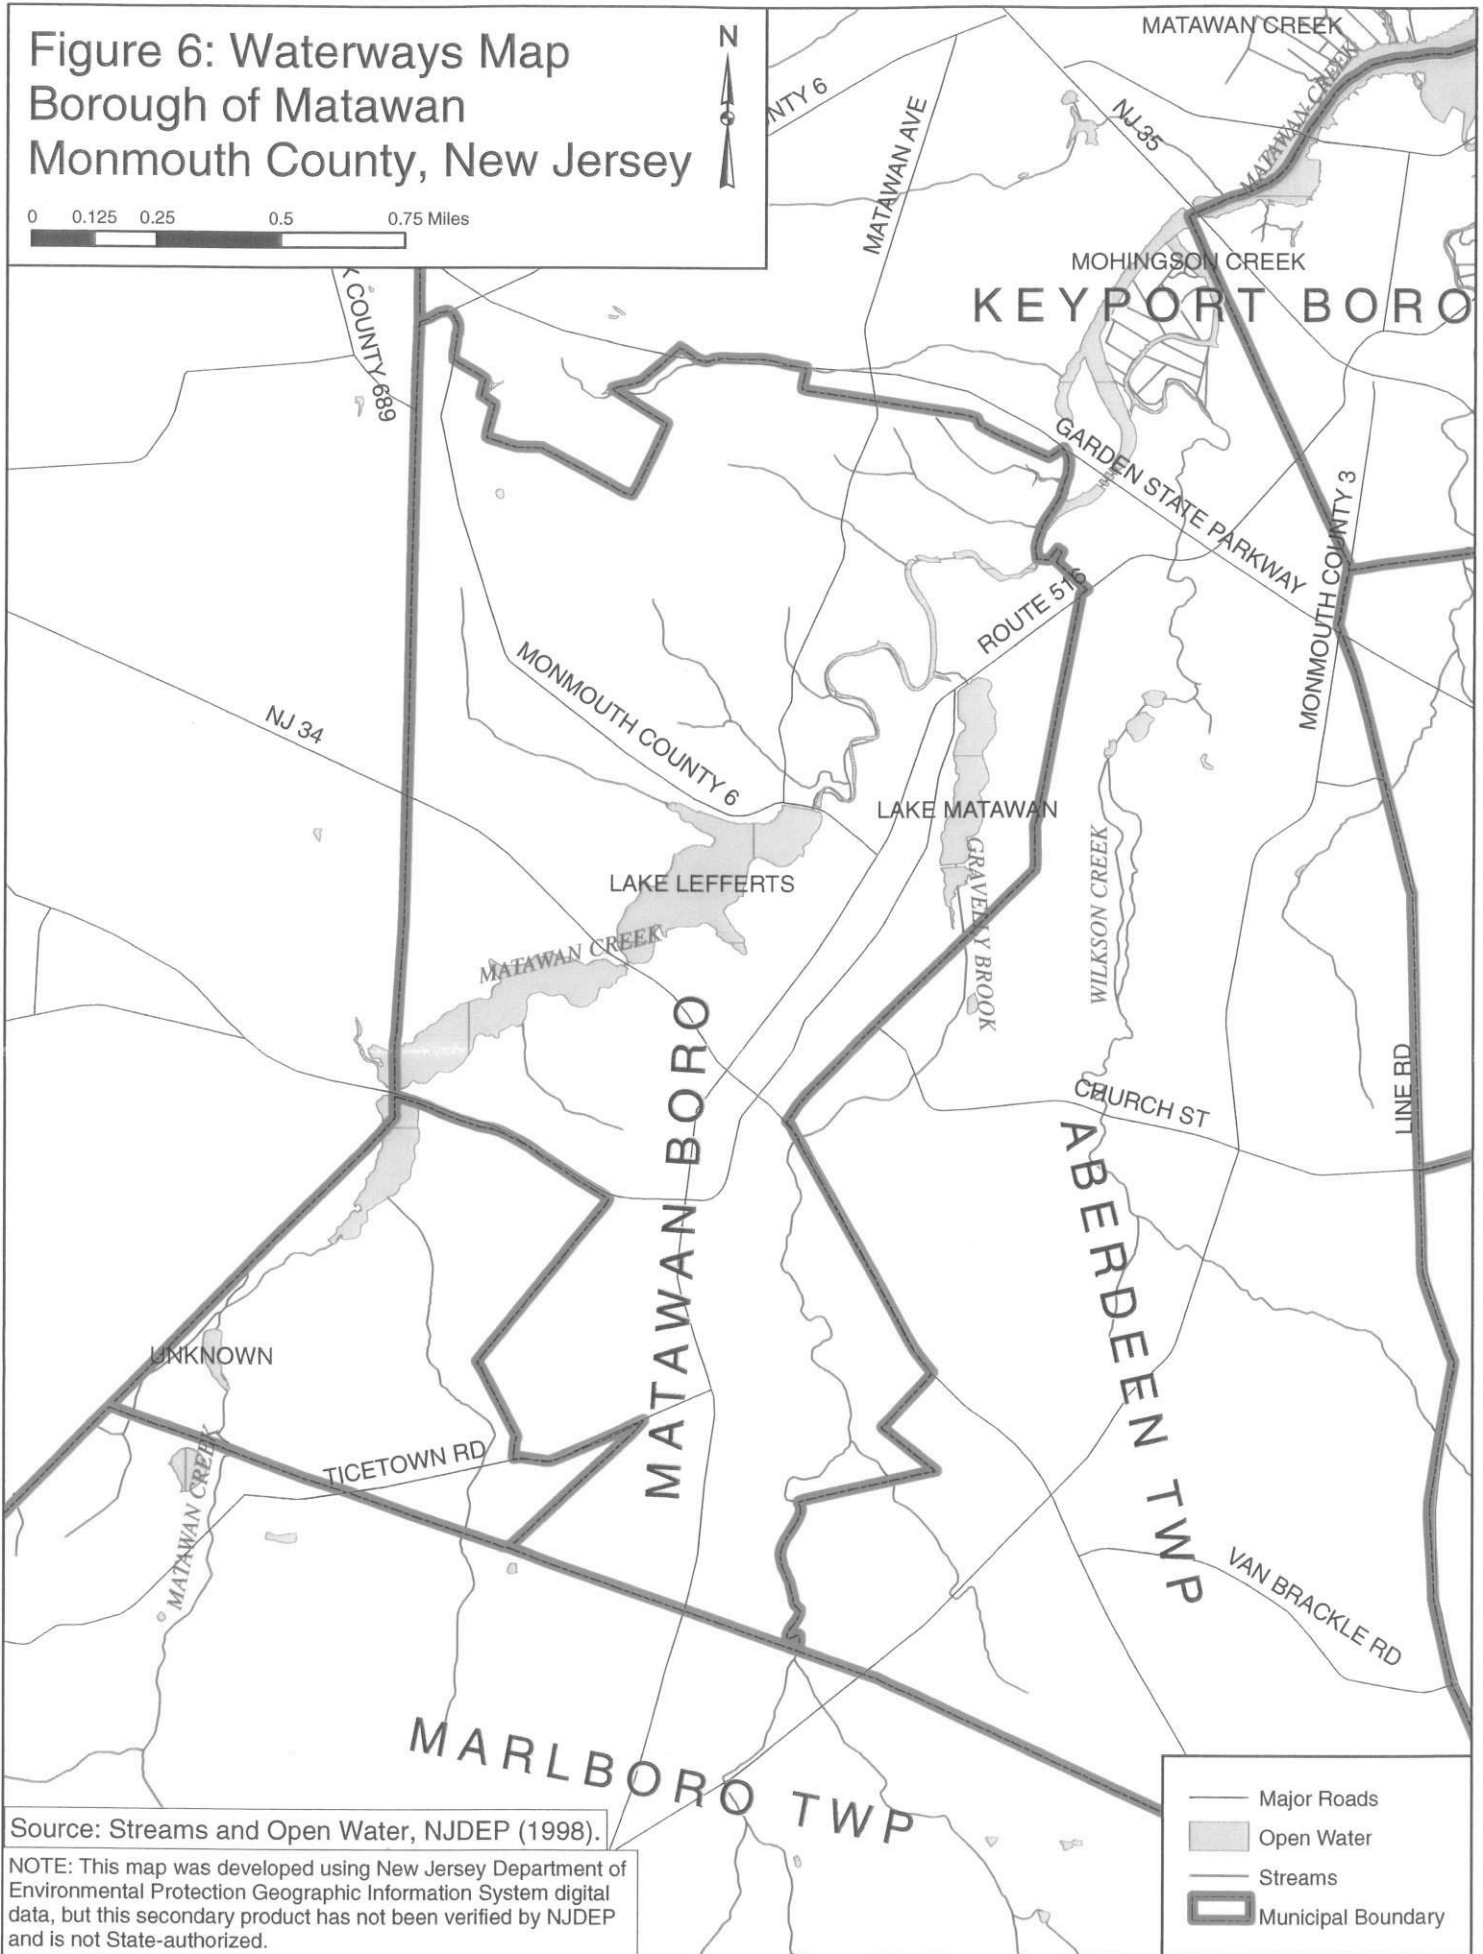 Figure 6: Waterways Map
Borough of Matawan
Monmouth County, New Jersey
N
0 0.125 0.25 0.5 0.75 Miles
MATAWAN CREEK
MATAWAN CREEK
NTY 6
NJ 35
MATAWAN AVE
MOHINGSON CREEK
KEYPORT BORO
K COUNTY 689
GARDEN STATE PARKWAY
MONMOUTH COUNTY 3
ROUTE 516
MONMOUTH COUNTY 6
NJ 34
LAKE MATAWAN
LAKE LEFFERTS
GRAVELLY BROOK
WILKSON CREEK
MATAWAN CREEK
MATAWAN BORO
CHURCH ST
LINE RD
ABERDEEN TWP
UNKNOWN
TICETOWN RD
MATAWAN CREEK
VAN BRACKLE RD
MARLBORO TWP
Major Roads
Open Water
Streams
Municipal Boundary
Source: Streams and Open Water, NJDEP (1998).
NOTE: This map was developed using New Jersey Department of
Environmental Protection Geographic Information System digital
data, but this secondary product has not been verified by NJDEP
and is not State-authorized.